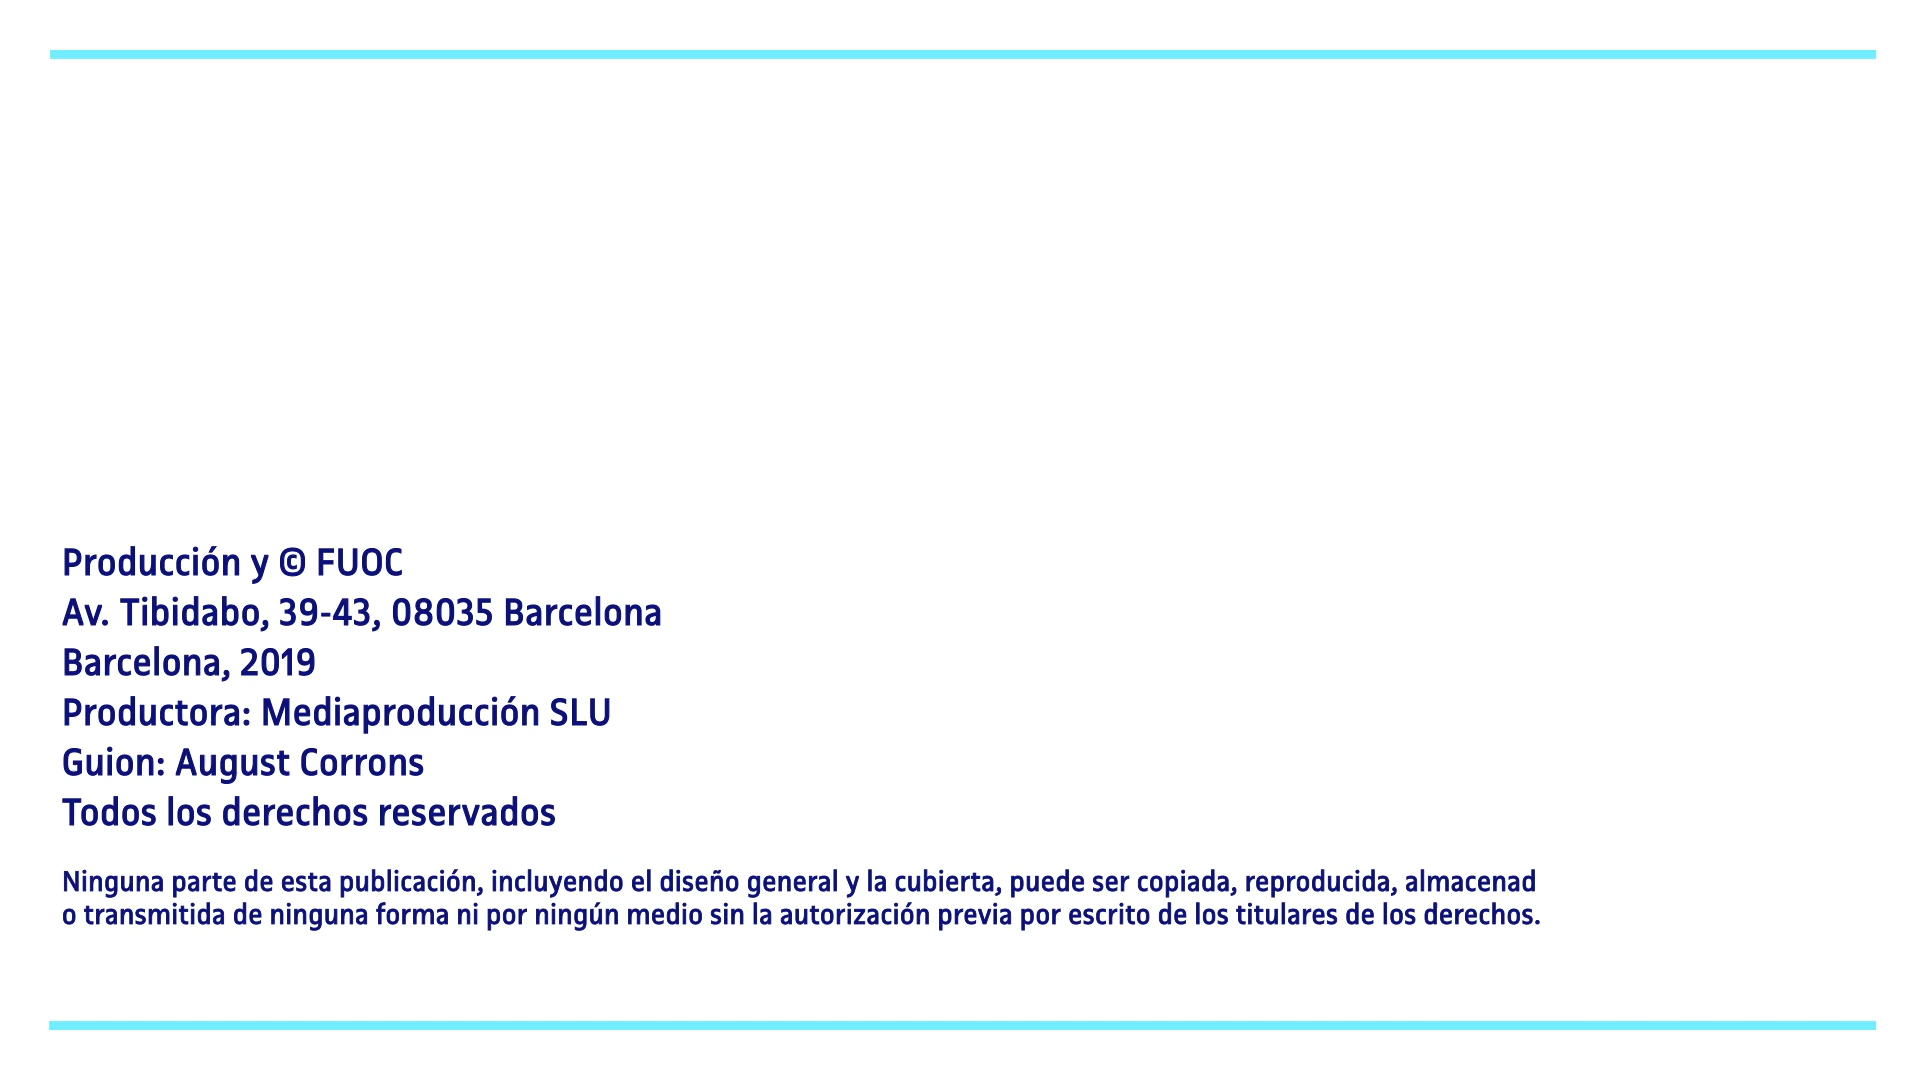 Producción y © FUOC
Av. Tibidabo, 39-43, 08035 Barcelona
Barcelona, 2019
Productora: Mediaproducción SLU
Guion: August Corrons
Todos los derechos reservados
Ninguna parte de esta publicación, incluyendo el diseño general y la cubierta, puede ser copiada, reproducida, almacenad
o transmitida de ninguna forma ni por ningún medio sin la autorización previa por escrito de los titulares de los derechos.